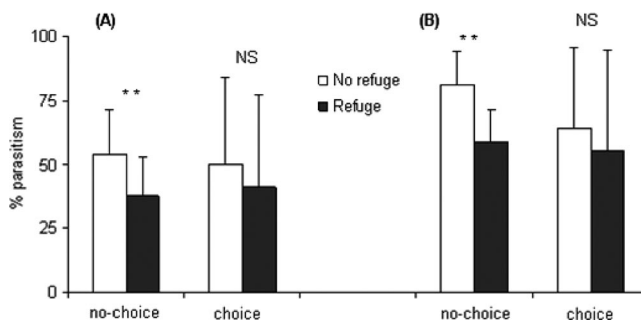 (A)
(B)
100
75
50
25
0
% parasitism
* *
NS
No refuge
Refuge
* *
NS
no-choice
choice
no-choice
choice